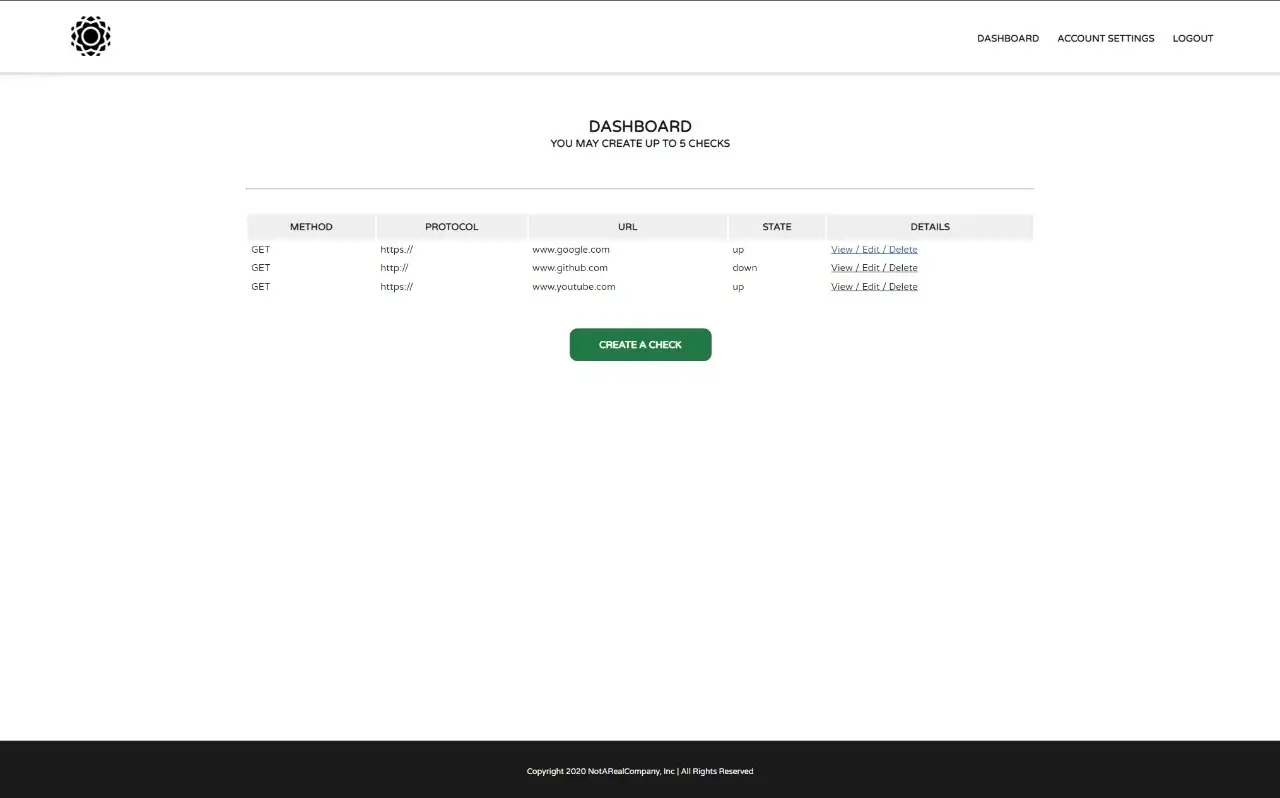 DASHBOARD ACCOUNT SETTINGS LOGOUT
DASHBOARD
YOU MAY CREATE UP TO 5 CHECKS
METHOD PROTOCOL URL STATE DETAILS
GET https:// www.google.com up View / Edit / Delete
GET http:// www.github.com down View / Edit / Delete
GET https:// www.youtube.com up View / Edit / Delete
CREATE A CHECK
Copyright 2020 NotARealCompany, Inc | All Rights Reserved